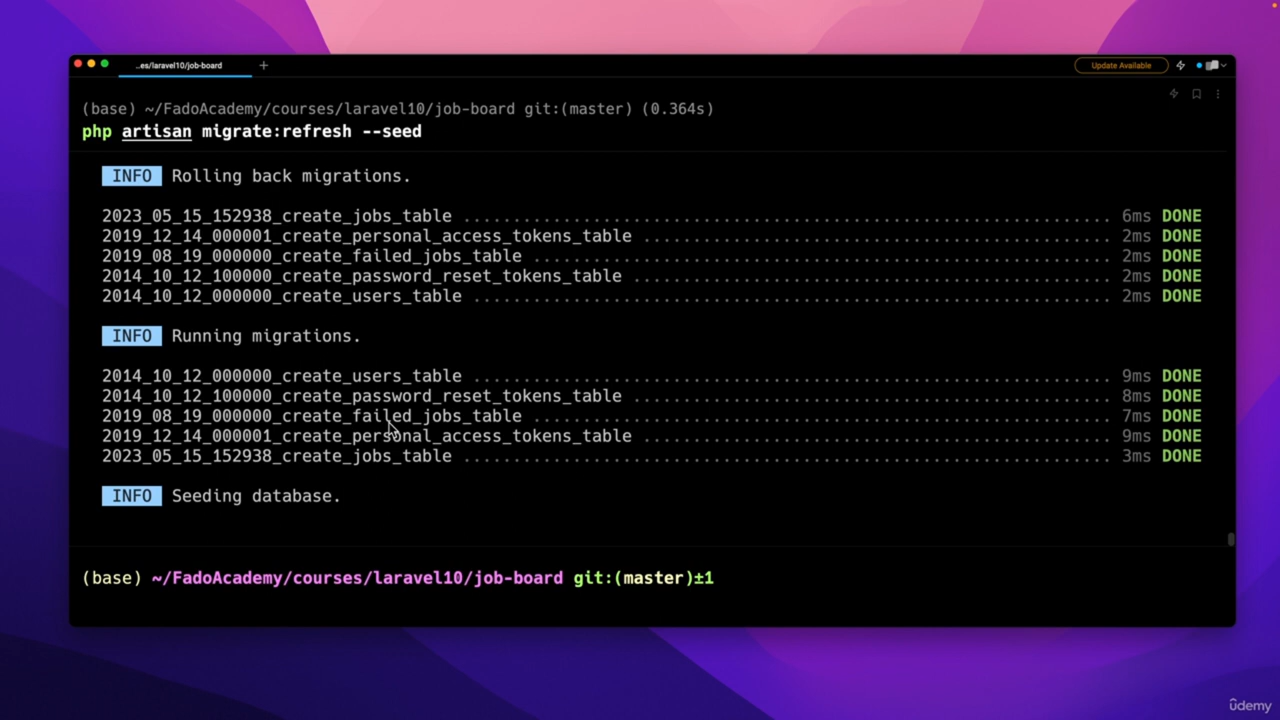 ..es/laravel10/job-board
+
Update Available
(base) ~/FadoAcademy/courses/laravel10/job-board git:(master) (0.364s)
php artisan migrate:refresh --seed
INFO Rolling back migrations.
2023_05_15_152938_create_jobs_table ................................................................. 6ms DONE
2019_12_14_000001_create_personal_access_tokens_table ............................................... 2ms DONE
2019_08_19_000000_create_failed_jobs_table .......................................................... 2ms DONE
2014_10_12_100000_create_password_reset_tokens_table ................................................ 2ms DONE
2014_10_12_000000_create_users_table ................................................................ 2ms DONE
INFO Running migrations.
2014_10_12_000000_create_users_table ................................................................ 9ms DONE
2014_10_12_100000_create_password_reset_tokens_table ................................................ 8ms DONE
2019_08_19_000000_create_failed_jobs_table .......................................................... 7ms DONE
2019_12_14_000001_create_personal_access_tokens_table ............................................... 9ms DONE
2023_05_15_152938_create_jobs_table ................................................................. 3ms DONE
INFO Seeding database.
(base) ~/FadoAcademy/courses/laravel10/job-board git:(master)±1
ûdemy